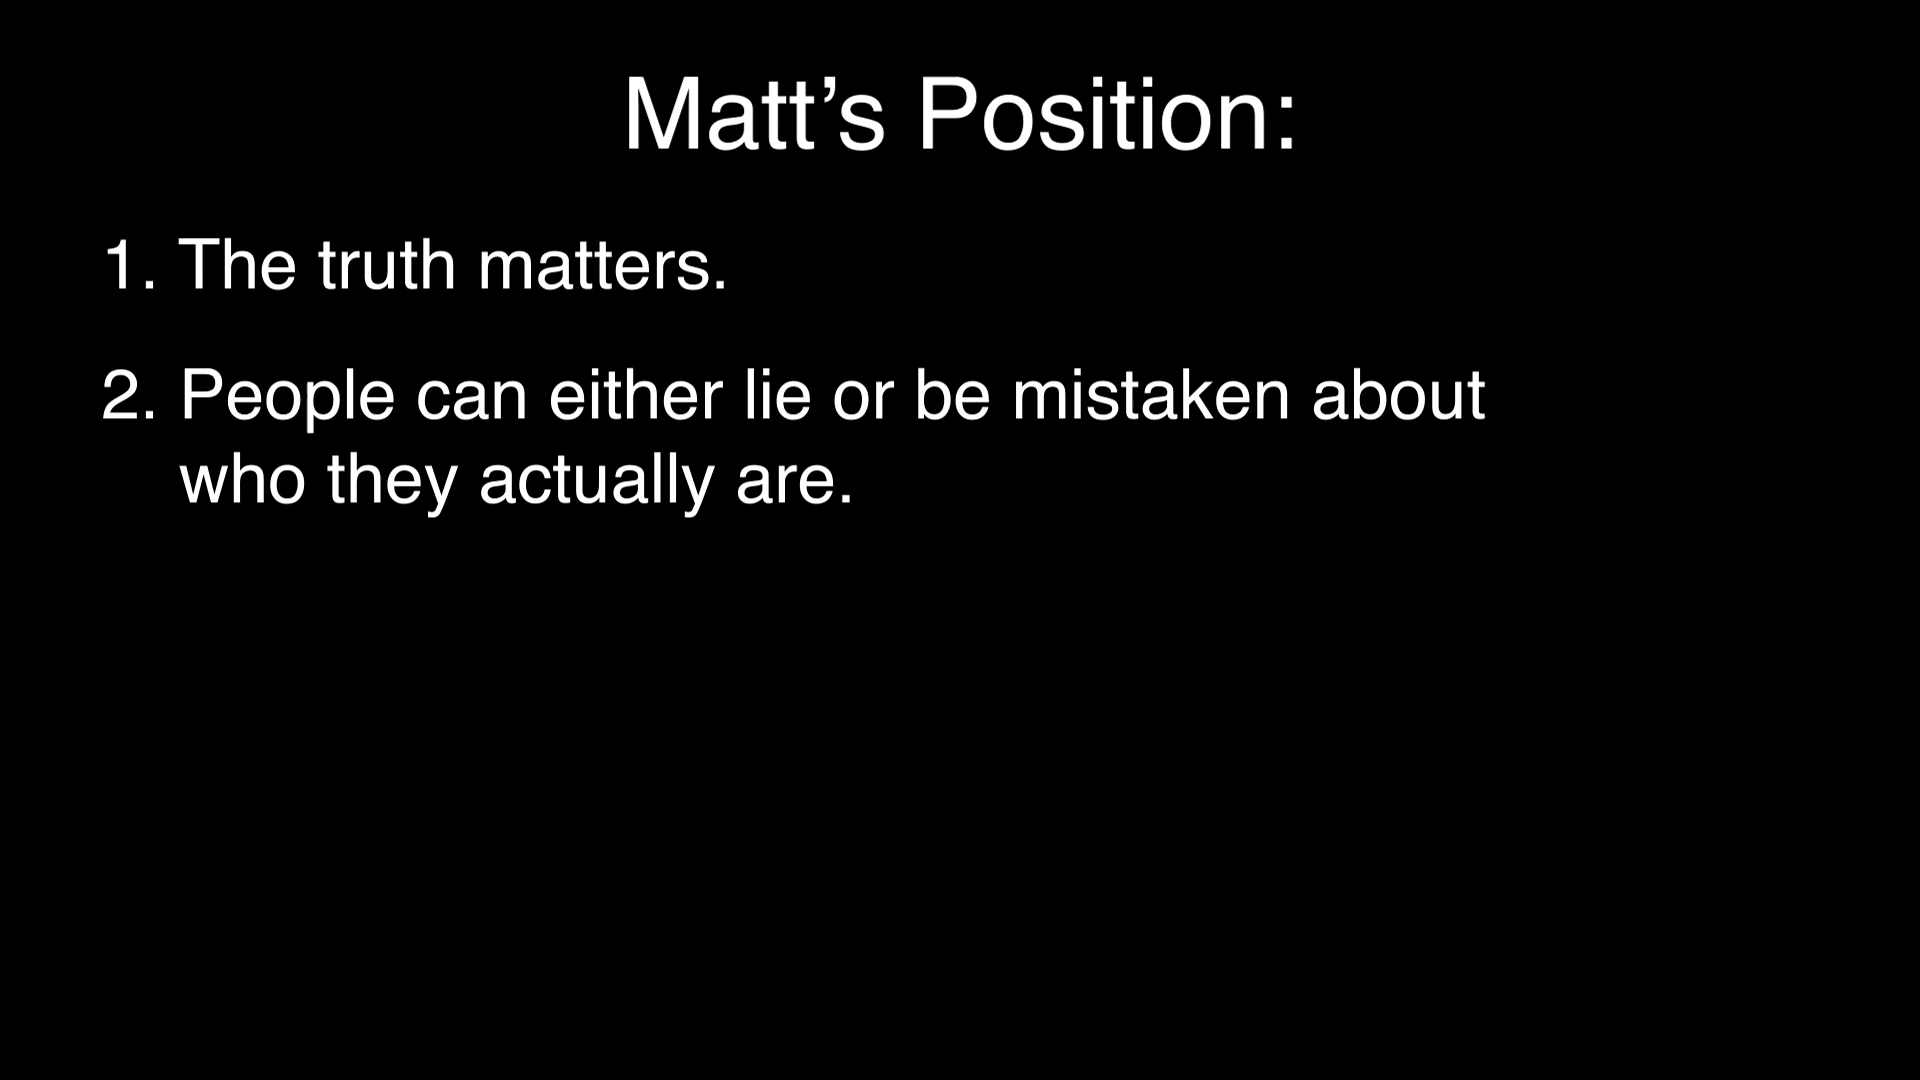 Matt’s Position:
1. The truth matters.
2. People can either lie or be mistaken about
who they actually are.